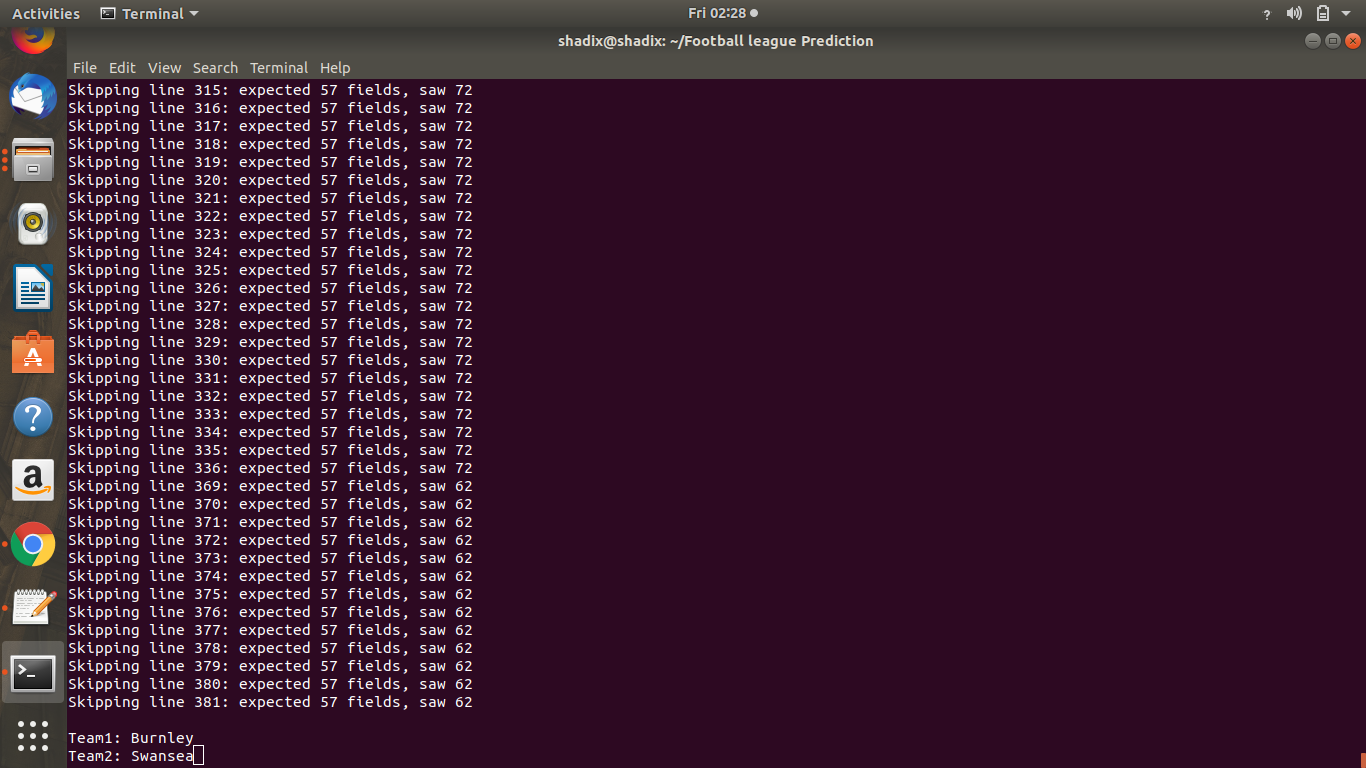 Activities Terminal Fri 02:28 ?
shadix@shadix: ~/Football league Prediction
File Edit View Search Terminal Help
Skipping line 315: expected 57 fields, saw 72
Skipping line 316: expected 57 fields, saw 72
Skipping line 317: expected 57 fields, saw 72
Skipping line 318: expected 57 fields, saw 72
Skipping line 319: expected 57 fields, saw 72
Skipping line 320: expected 57 fields, saw 72
Skipping line 321: expected 57 fields, saw 72
Skipping line 322: expected 57 fields, saw 72
Skipping line 323: expected 57 fields, saw 72
Skipping line 324: expected 57 fields, saw 72
Skipping line 325: expected 57 fields, saw 72
Skipping line 326: expected 57 fields, saw 72
Skipping line 327: expected 57 fields, saw 72
Skipping line 328: expected 57 fields, saw 72
Skipping line 329: expected 57 fields, saw 72
Skipping line 330: expected 57 fields, saw 72
Skipping line 331: expected 57 fields, saw 72
Skipping line 332: expected 57 fields, saw 72
Skipping line 333: expected 57 fields, saw 72
Skipping line 334: expected 57 fields, saw 72
Skipping line 335: expected 57 fields, saw 72
Skipping line 336: expected 57 fields, saw 72
Skipping line 369: expected 57 fields, saw 62
Skipping line 370: expected 57 fields, saw 62
Skipping line 371: expected 57 fields, saw 62
Skipping line 372: expected 57 fields, saw 62
Skipping line 373: expected 57 fields, saw 62
Skipping line 374: expected 57 fields, saw 62
Skipping line 375: expected 57 fields, saw 62
Skipping line 376: expected 57 fields, saw 62
Skipping line 377: expected 57 fields, saw 62
Skipping line 378: expected 57 fields, saw 62
Skipping line 379: expected 57 fields, saw 62
Skipping line 380: expected 57 fields, saw 62
Skipping line 381: expected 57 fields, saw 62
Team1: Burnley
Team2: Swansea